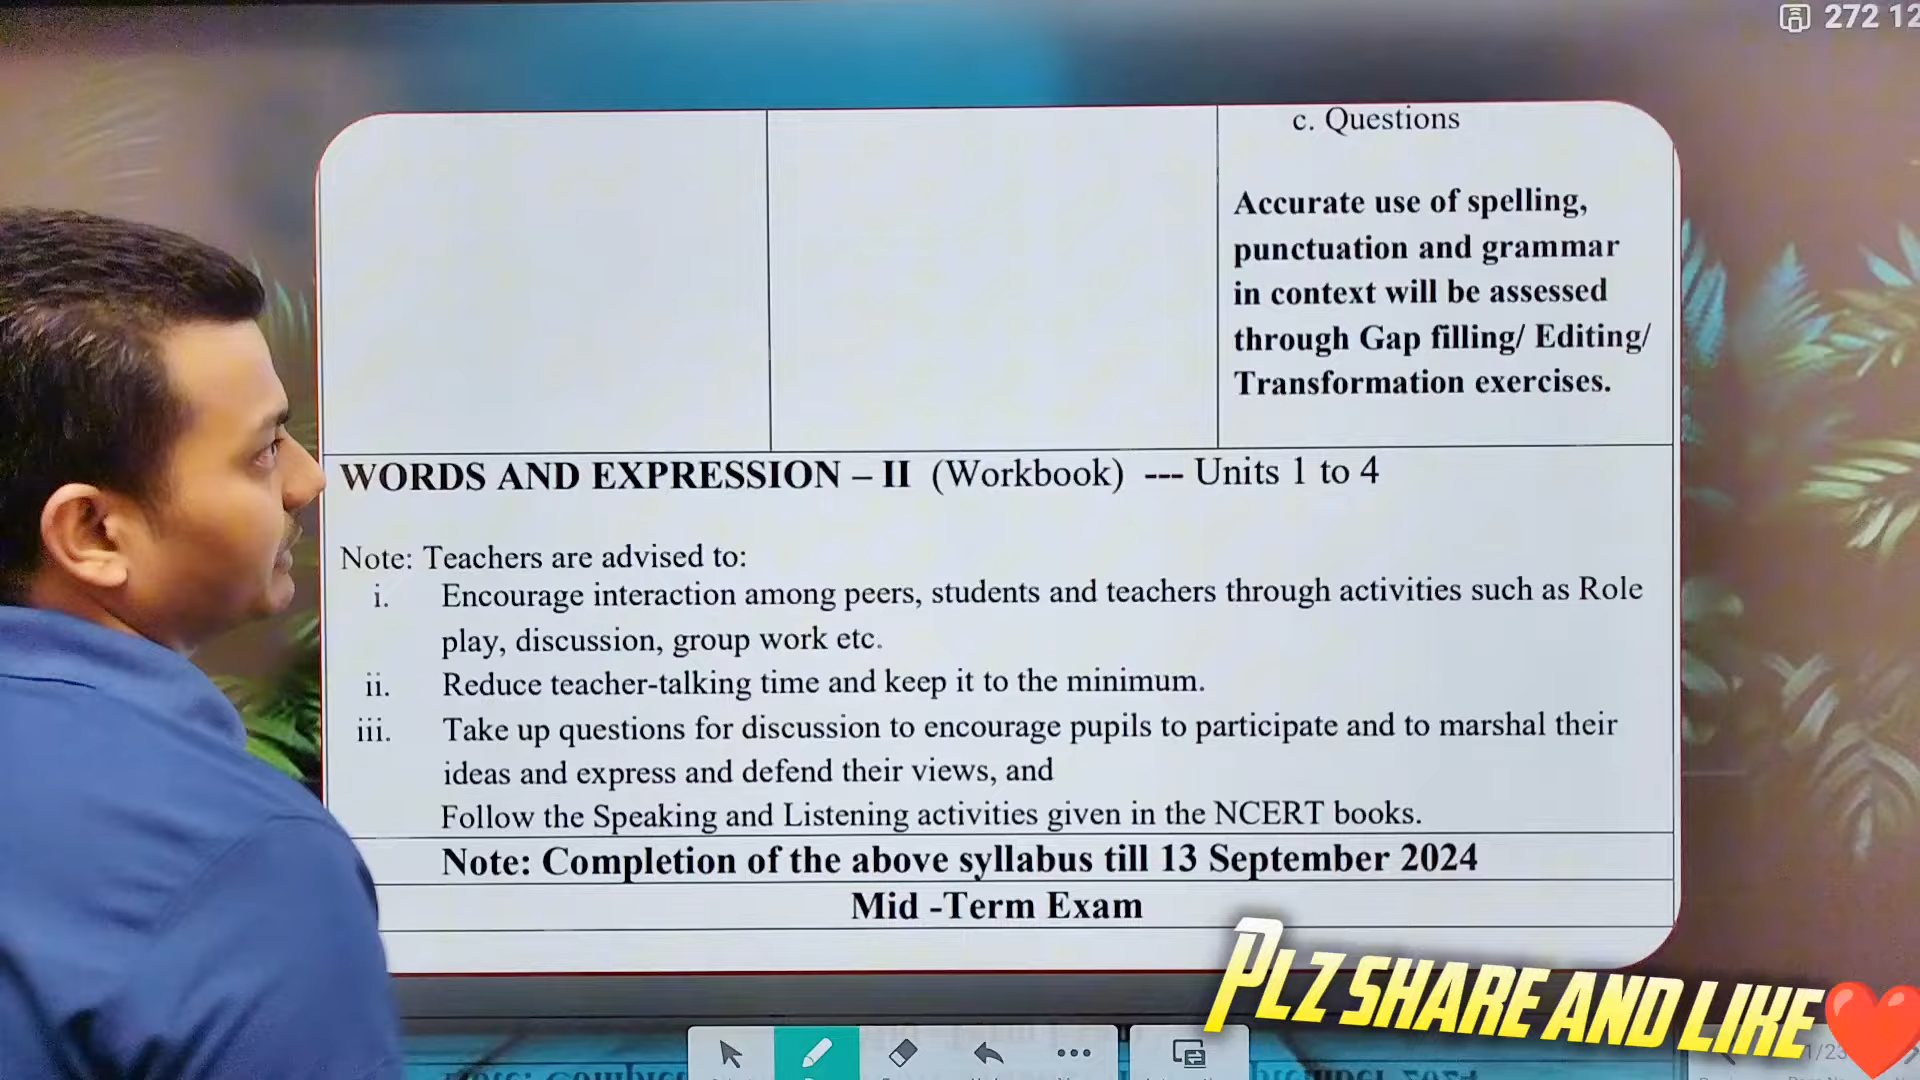 272 12
c. Questions
Accurate use of spelling,
punctuation and grammar
in context will be assessed
through Gap filling/ Editing/
Transformation exercises.
WORDS AND EXPRESSION – II (Workbook) --- Units 1 to 4
Note: Teachers are advised to:
i. Encourage interaction among peers, students and teachers through activities such as Role
play, discussion, group work etc.
ii. Reduce teacher-talking time and keep it to the minimum.
iii. Take up questions for discussion to encourage pupils to participate and to marshal their
ideas and express and defend their views, and
Follow the Speaking and Listening activities given in the NCERT books.
Note: Completion of the above syllabus till 13 September 2024
Mid -Term Exam
PLZ SHARE AND LIKE